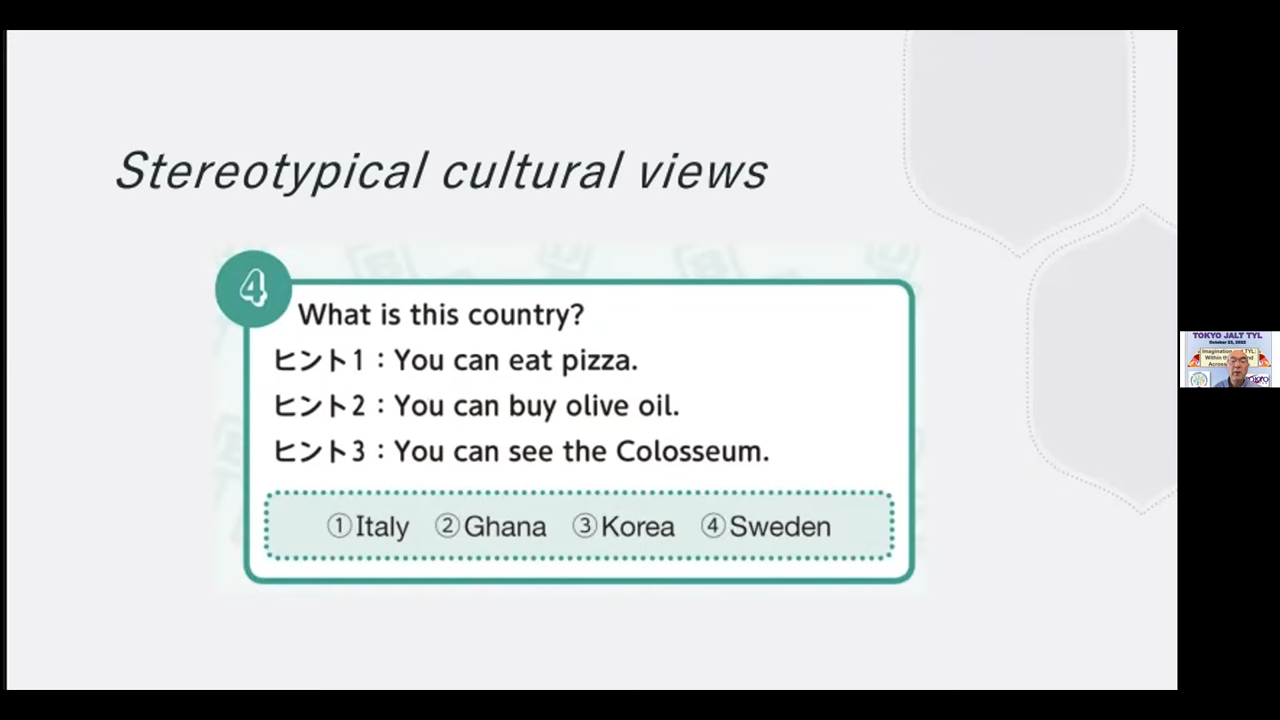 Stereotypical cultural views
4
What is this country?
ヒント1：You can eat pizza.
ヒント2：You can buy olive oil.
ヒント3：You can see the Colosseum.
①Italy ②Ghana ③Korea ④Sweden
TOKYO JALT TYL